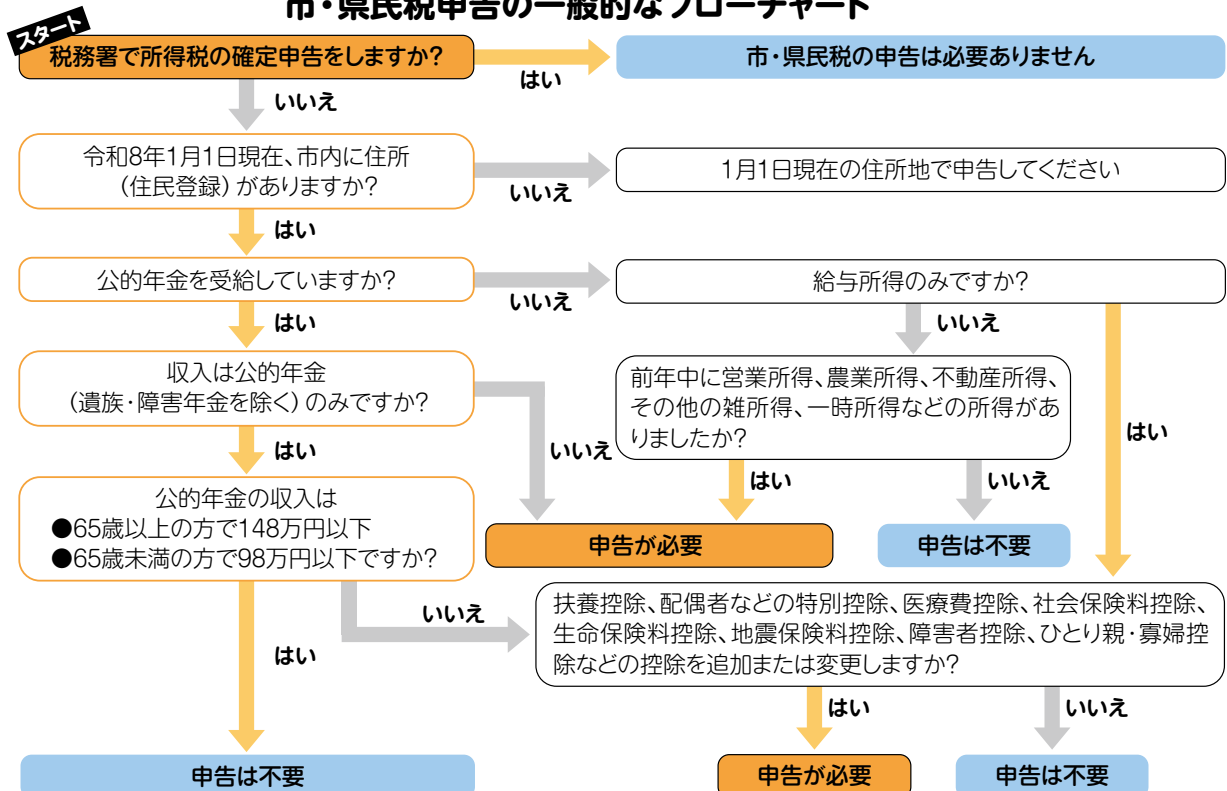 市・県民税申告の一般的なフローチャート
スタート
税務署で所得税の確定申告をしますか?
はい
市・県民税の申告は必要ありません
いいえ
令和8年1月1日現在、市内に住所
(住民登録)がありますか?
いいえ
1月1日現在の住所地で申告してください
はい
公的年金を受給していますか?
いいえ
給与所得のみですか?
はい
いいえ
収入は公的年金
(遺族・障害年金を除く)のみですか?
いいえ
前年中に営業所得、農業所得、不動産所得、
その他の雑所得、一時所得などの所得があ
りましたか?
はい
はい
はい
いいえ
公的年金の収入は
●65歳以上の方で148万円以下
●65歳未満の方で98万円以下ですか?
申告が必要
申告は不要
いいえ
扶養控除、配偶者などの特別控除、医療費控除、社会保険料控除、
生命保険料控除、地震保険料控除、障害者控除、ひとり親・寡婦控
除などの控除を追加または変更しますか?
はい
はい
いいえ
申告は不要
申告が必要
申告は不要